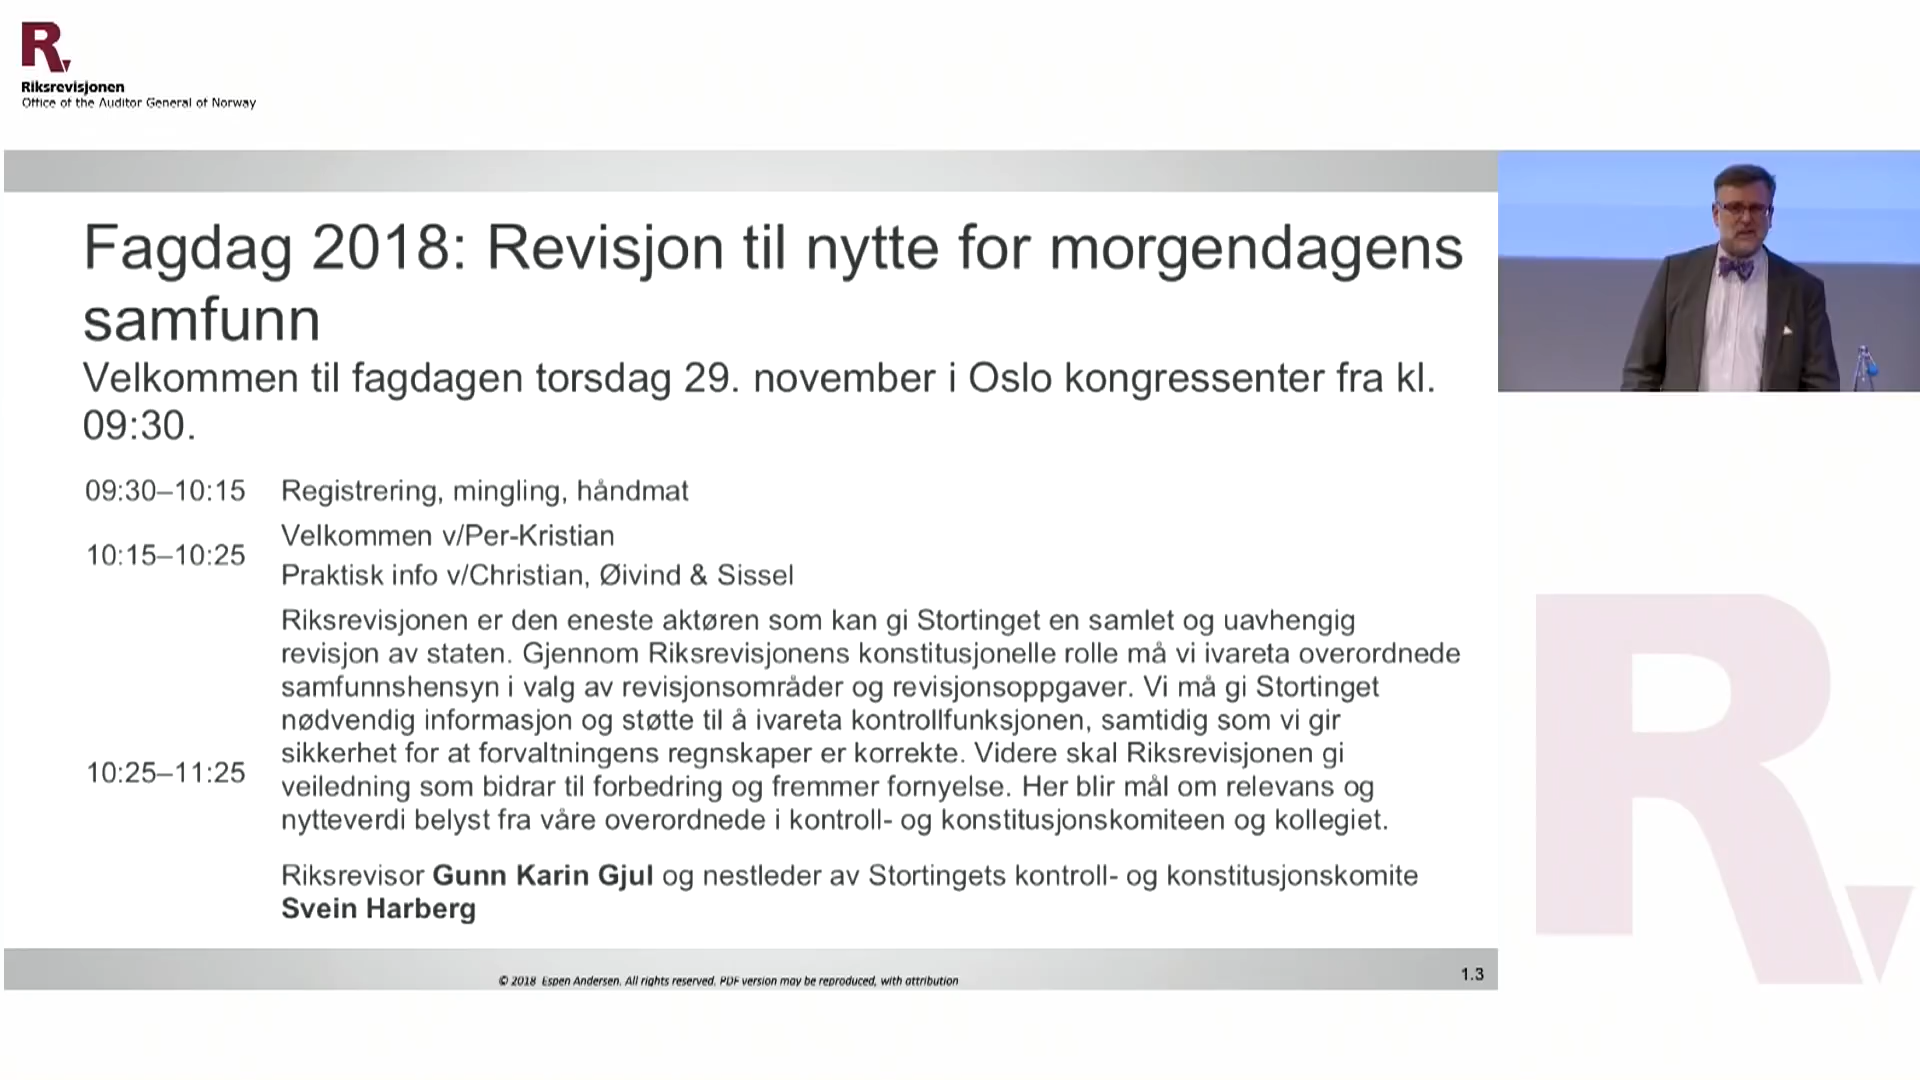 R
Riksrevisjonen
Office of the Auditor General of Norway
Fagdag 2018: Revisjon til nytte for morgendagens
samfunn
Velkommen til fagdagen torsdag 29. november i Oslo kongressenter fra kl.
09:30.
09:30–10:15 Registrering, mingling, håndmat
10:15–10:25 Velkommen v/Per-Kristian
Praktisk info v/Christian, Øivind & Sissel
10:25–11:25 Riksrevisjonen er den eneste aktøren som kan gi Stortinget en samlet og uavhengig
revisjon av staten. Gjennom Riksrevisjonens konstitusjonelle rolle må vi ivareta overordnede
samfunnshensyn i valg av revisjonsområder og revisjonsoppgaver. Vi må gi Stortinget
nødvendig informasjon og støtte til å ivareta kontrollfunksjonen, samtidig som vi gir
sikkerhet for at forvaltningens regnskaper er korrekte. Videre skal Riksrevisjonen gi
veiledning som bidrar til forbedring og fremmer fornyelse. Her blir mål om relevans og
nytteverdi belyst fra våre overordnede i kontroll- og konstitusjonskomiteen og kollegiet.
Riksrevisor Gunn Karin Gjul og nestleder av Stortingets kontroll- og konstitusjonskomite
Svein Harberg
© 2018 Espen Andersen. All rights reserved. PDF version may be reproduced, with attribution
1.3
R